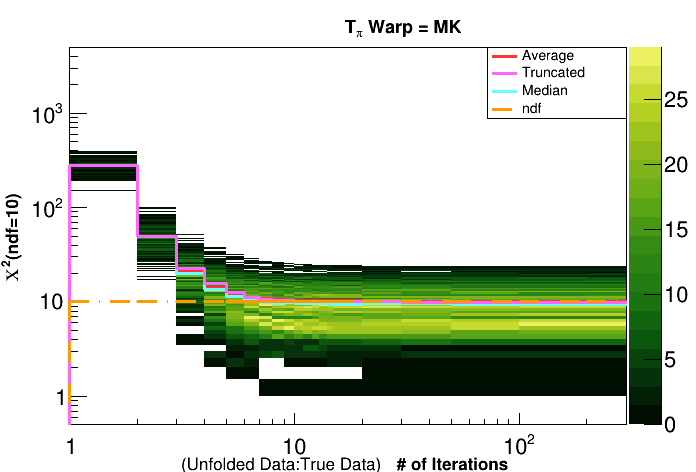 Tπ Warp = MK
Average
Truncated
Median
ndf
10³
10²
10
1
χ²(ndf=10)
25
20
15
10
5
0
1
10
10²
(Unfolded Data:True Data) # of Iterations